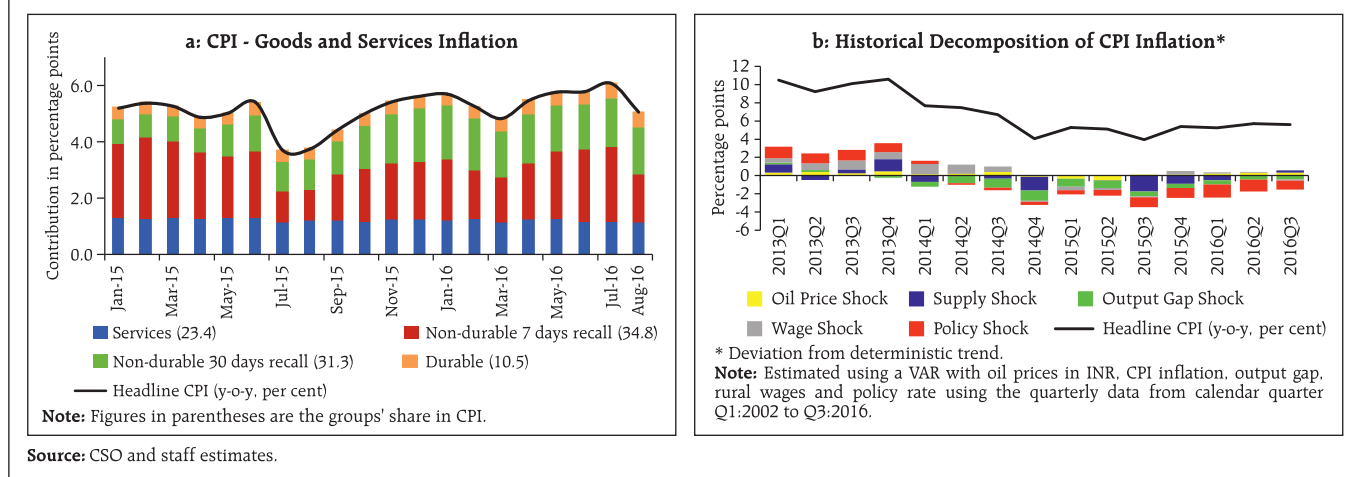 a: CPI - Goods and Services Inflation
Contribution in percentage points
6.0
4.0
2.0
0.0
Jan-15
Mar-15
May-15
Jul-15
Sep-15
Nov-15
Jan-16
Mar-16
May-16
Jul-16
Aug-16
Services (23.4)
Non-durable 7 days recall (34.8)
Non-durable 30 days recall (31.3)
Durable (10.5)
Headline CPI (y-o-y, per cent)
Note: Figures in parentheses are the groups' share in CPI.
b: Historical Decomposition of CPI Inflation*
Percentage points
12
10
8
6
4
2
0
-2
-4
-6
2013Q1
2013Q2
2013Q3
2013Q4
2014Q1
2014Q2
2014Q3
2014Q4
2015Q1
2015Q2
2015Q3
2015Q4
2016Q1
2016Q2
2016Q3
Oil Price Shock
Supply Shock
Output Gap Shock
Wage Shock
Policy Shock
Headline CPI (y-o-y, per cent)
* Deviation from deterministic trend.
Note: Estimated using a VAR with oil prices in INR, CPI inflation, output gap,
rural wages and policy rate using the quarterly data from calendar quarter
Q1:2002 to Q3:2016.
Source: CSO and staff estimates.